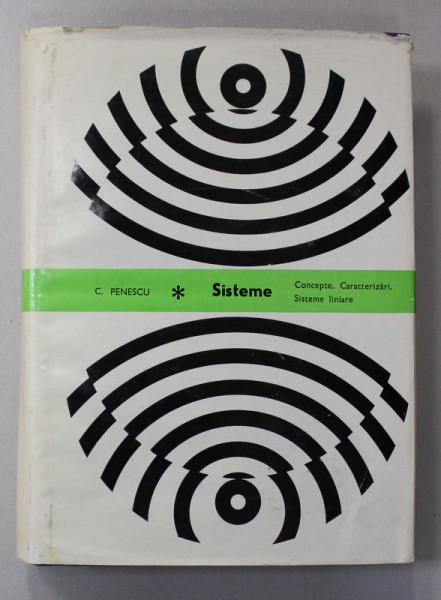 C. PENESCU * Sisteme Concepte. Caracterizări.
Sisteme liniare